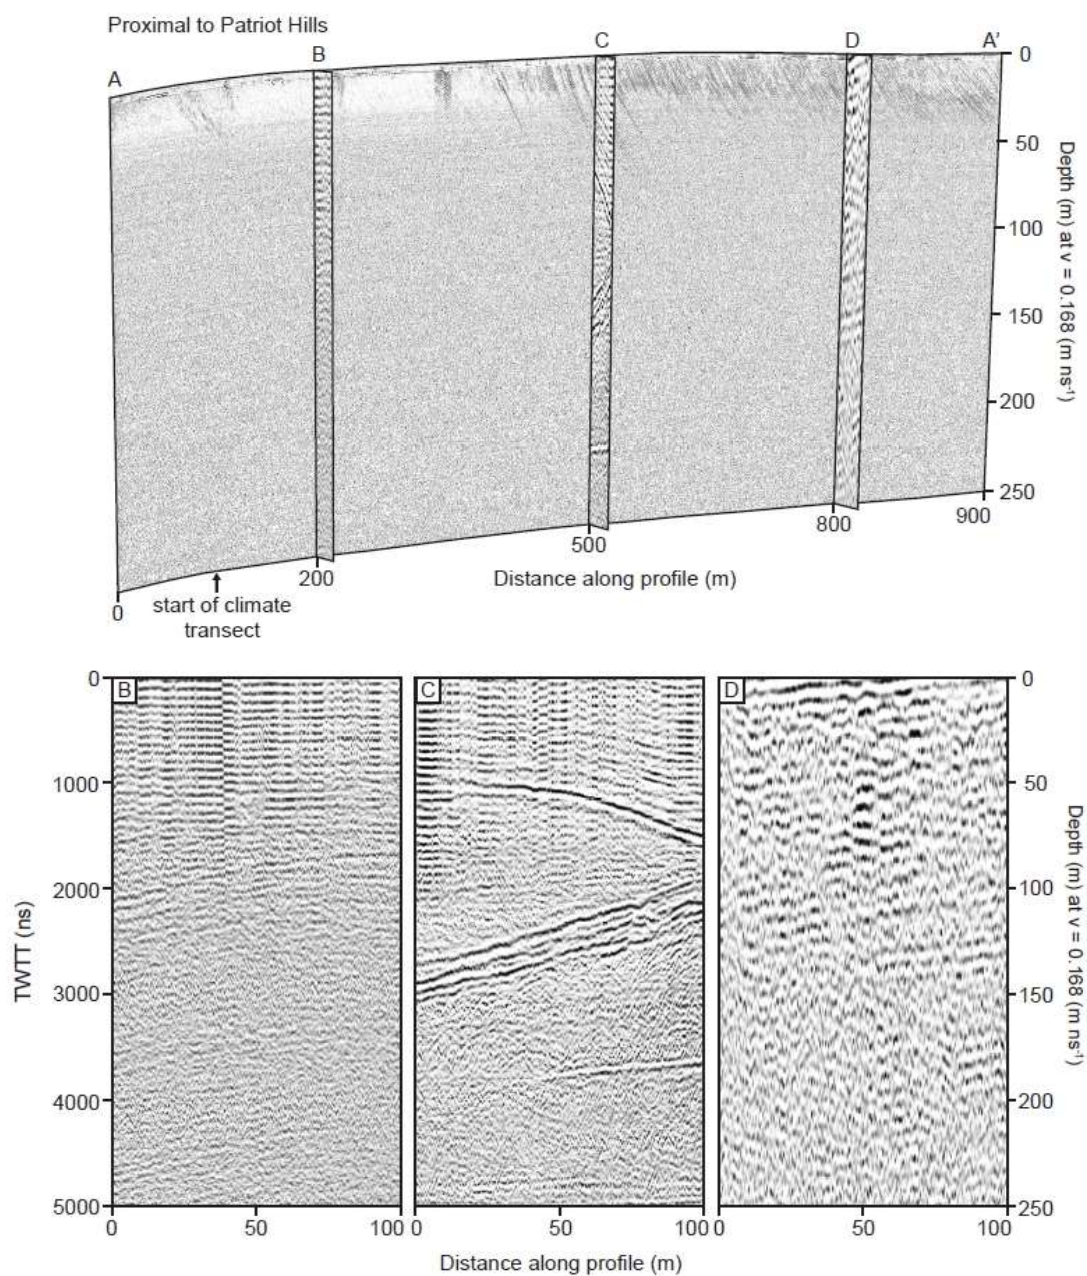 Proximal to Patriot Hills
A B C D A'
0
50
100
150
200
250
Depth (m) at v = 0.168 (m ns⁻¹)
0 200 500 800 900
Distance along profile (m)
start of climate
transect
B C D
0
1000
2000
3000
4000
5000
TWTT (ns)
0
50
100
150
200
250
Depth (m) at v = 0.168 (m ns⁻¹)
0 50 100 50 100 0 50 100
Distance along profile (m)